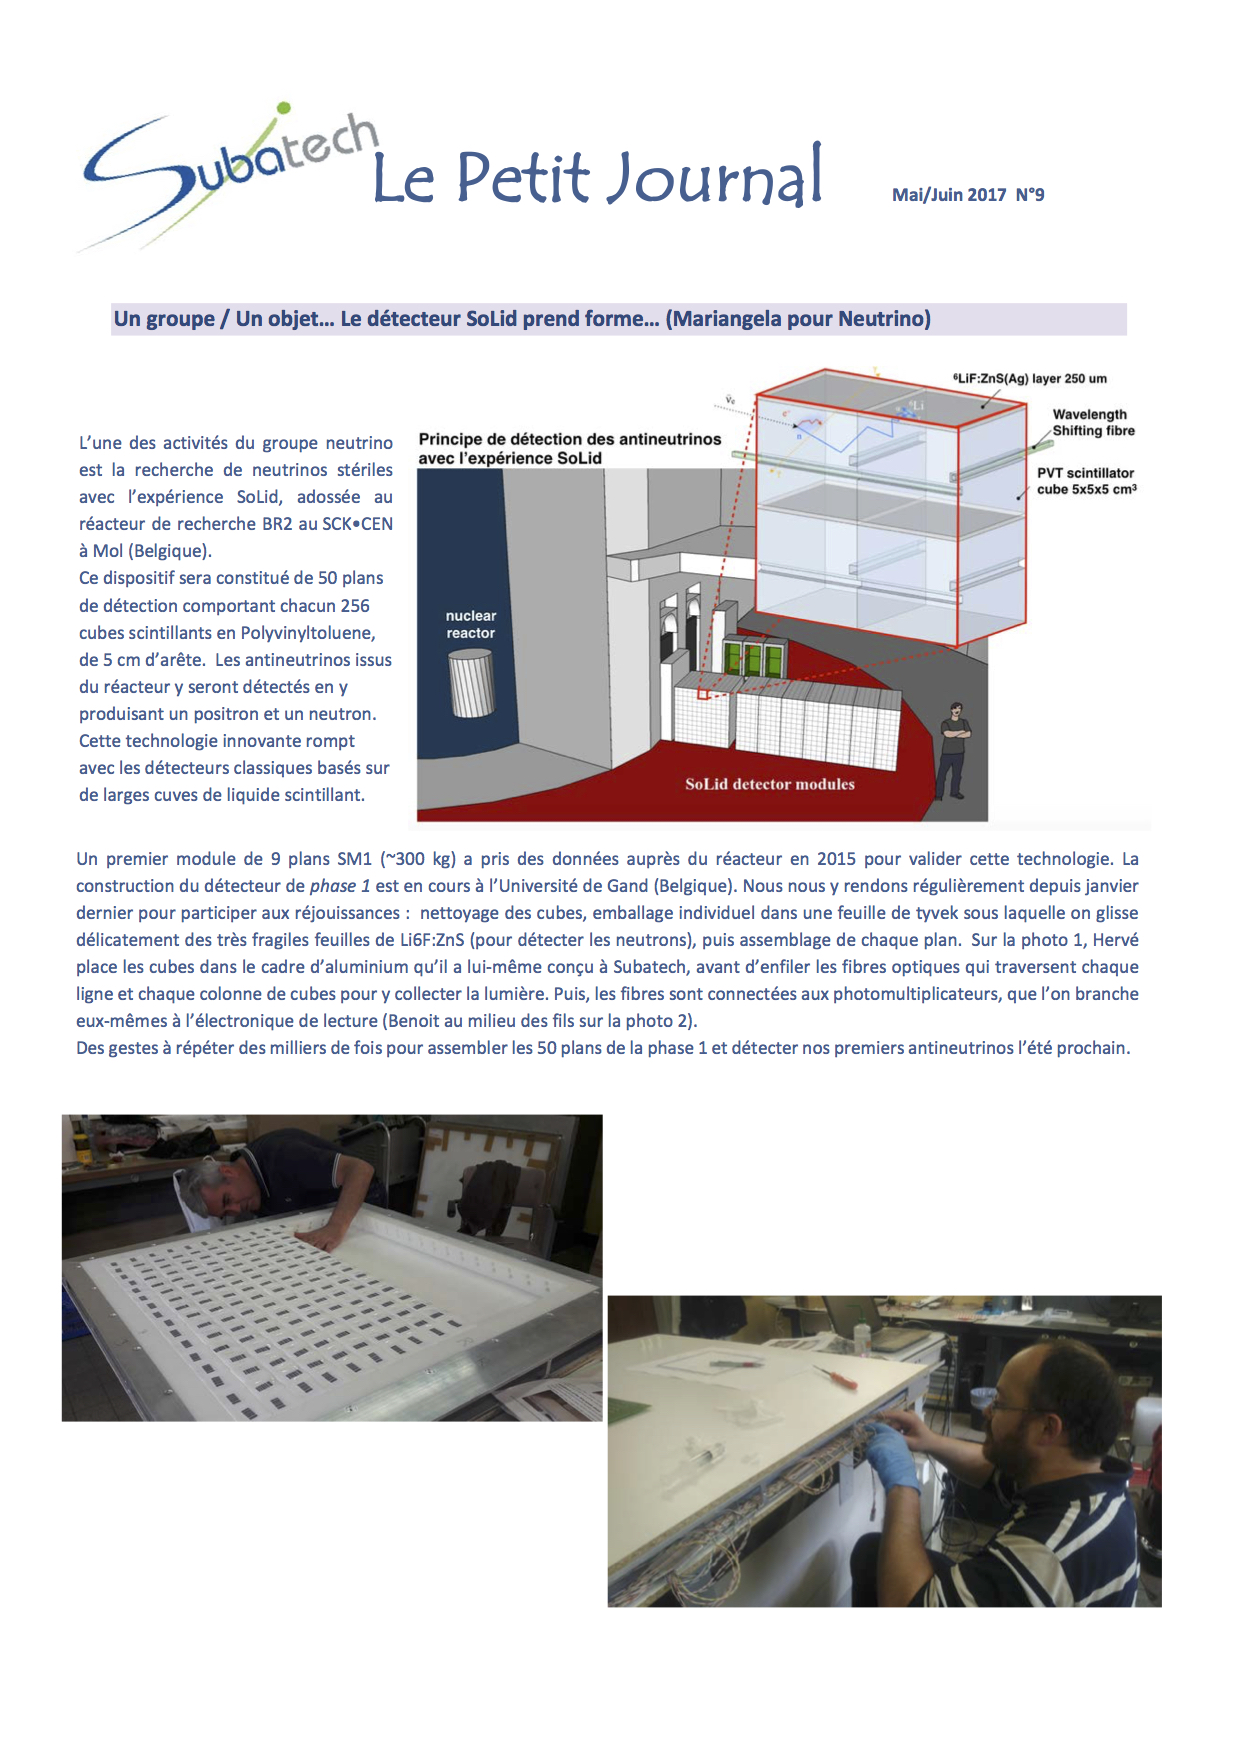 Subatech
Le Petit Journal
Mai/Juin 2017 N°9
Un groupe / Un objet... Le détecteur SoLid prend forme... (Mariangela pour Neutrino)
L'une des activités du groupe neutrino
est la recherche de neutrinos stériles
avec l'expérience SoLid, adossée au
réacteur de recherche BR2 au SCK•CEN
à Mol (Belgique).
Ce dispositif sera constitué de 50 plans
de détection comportant chacun 256
cubes scintillants en Polyvinyltoluene,
de 5 cm d'arête. Les antineutrinos issus
du réacteur y seront détectés en y
produisant un positron et un neutron.
Cette technologie innovante rompt
avec les détecteurs classiques basés sur
de larges cuves de liquide scintillant.
Principe de détection des antineutrinos
avec l'expérience SoLid
⁶LiF:ZnS(Ag) layer 250 um
Wavelength
Shifting fibre
PVT scintillator
cube 5x5x5 cm³
ν̄e
e⁺
n
γ
γ
⁶Li
nuclear
reactor
SoLid detector modules
Un premier module de 9 plans SM1 (~300 kg) a pris des données auprès du réacteur en 2015 pour valider cette technologie. La
construction du détecteur de phase 1 est en cours à l'Université de Gand (Belgique). Nous nous y rendons régulièrement depuis janvier
dernier pour participer aux réjouissances : nettoyage des cubes, emballage individuel dans une feuille de tyvek sous laquelle on glisse
délicatement des très fragiles feuilles de Li6F:ZnS (pour détecter les neutrons), puis assemblage de chaque plan. Sur la photo 1, Hervé
place les cubes dans le cadre d'aluminium qu'il a lui-même conçu à Subatech, avant d'enfiler les fibres optiques qui traversent chaque
ligne et chaque colonne de cubes pour y collecter la lumière. Puis, les fibres sont connectées aux photomultiplicateurs, que l'on branche
eux-mêmes à l'électronique de lecture (Benoit au milieu des fils sur la photo 2).
Des gestes à répéter des milliers de fois pour assembler les 50 plans de la phase 1 et détecter nos premiers antineutrinos l'été prochain.